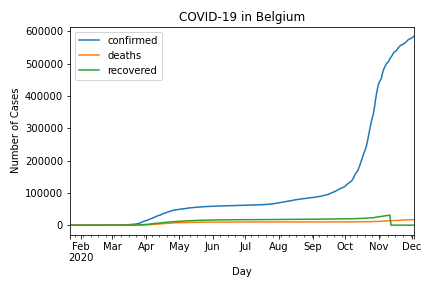 COVID-19 in Belgium
confirmed
deaths
recovered
Number of Cases
600000
500000
400000
300000
200000
100000
0
Feb Mar Apr May Jun Jul Aug Sep Oct Nov Dec
2020
Day